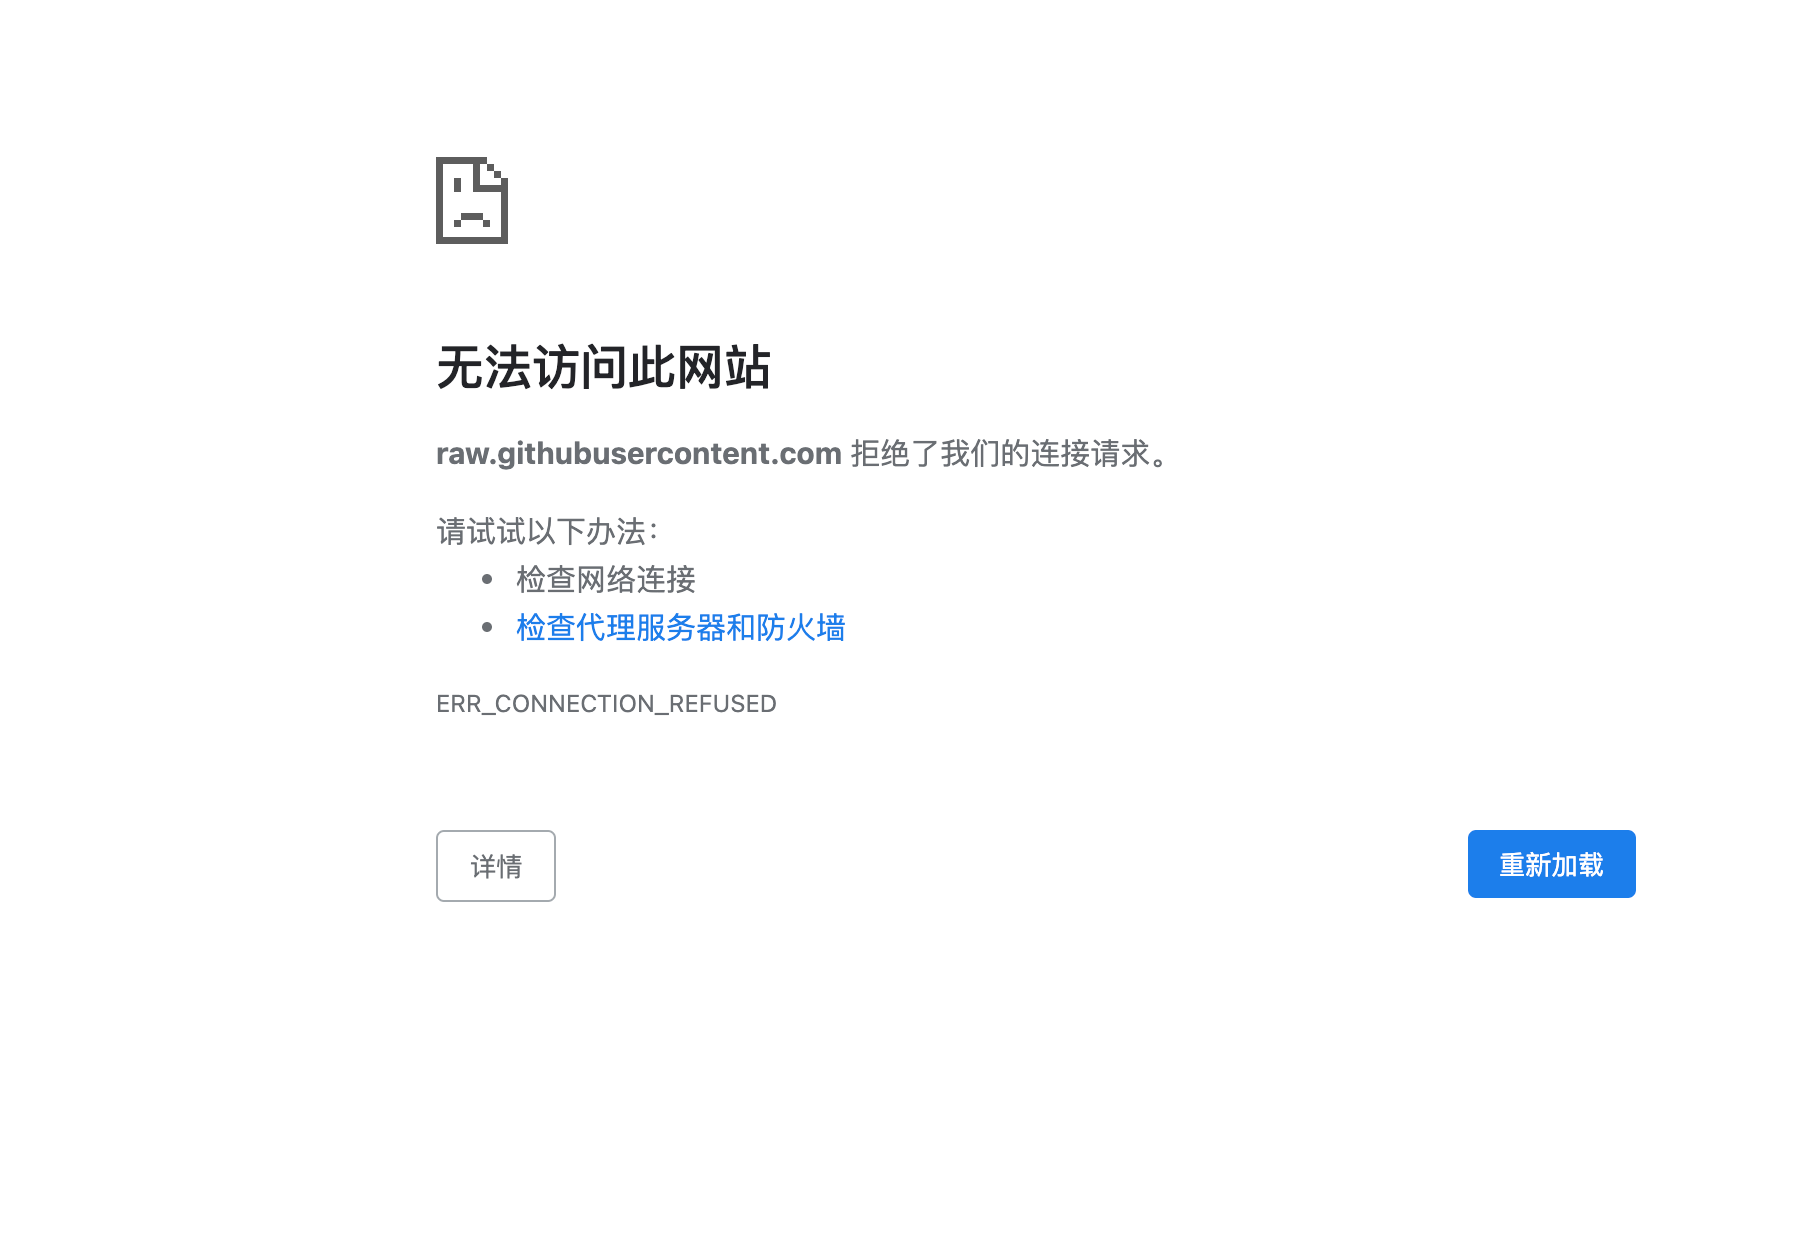 无法访问此网站
raw.githubusercontent.com 拒绝了我们的连接请求。
请试试以下办法：
• 检查网络连接
• 检查代理服务器和防火墙
ERR_CONNECTION_REFUSED
详情
重新加载